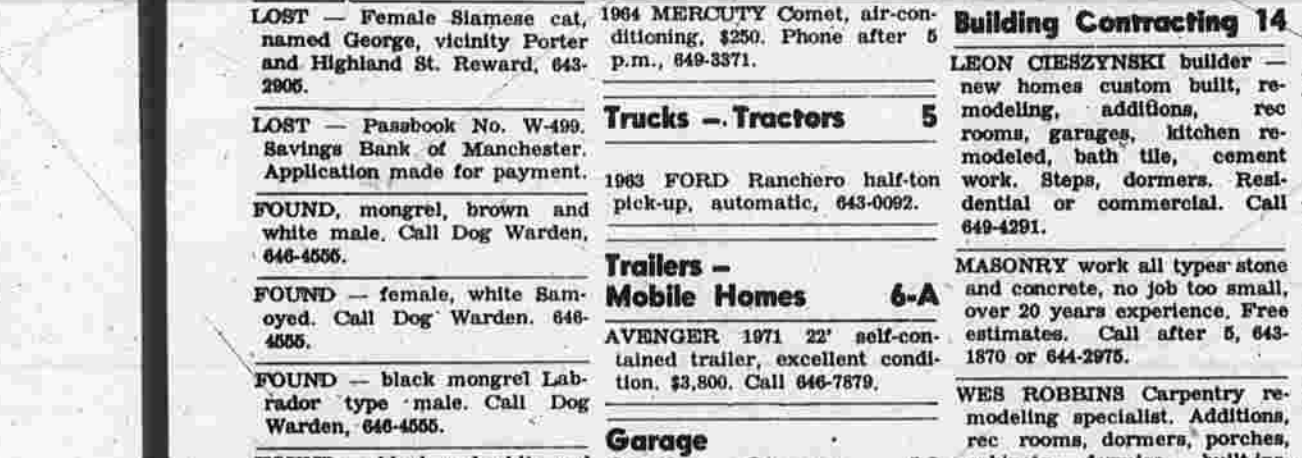 LOST — Female Siamese cat,
named George, vicinity Porter
and Highland St. Reward, 643-
2905.
LOST — Passbook No. W-499.
Savings Bank of Manchester.
Application made for payment.
FOUND, mongrel, brown and
white male. Call Dog Warden,
646-4555.
FOUND — female, white Sam-
oyed. Call Dog Warden. 646-
4555.
FOUND — black mongrel Lab-
rador type male. Call Dog
Warden, 646-4555.
1964 MERCUTY Comet, air-con-
ditioning, $250. Phone after 5
p.m., 649-3371.
Trucks — Tractors 5
1963 FORD Ranchero half-ton
pick-up, automatic, 643-0092.
Trailers —
Mobile Homes 6-A
AVENGER 1971 22' self-con-
tained trailer, excellent condi-
tion. $3,800. Call 646-7879.
Garage
Building Contracting 14
LEON CIESZYNSKI builder —
new homes custom built, re-
modeling, additions, rec
rooms, garages, kitchen re-
modeled, bath tile, cement
work. Steps, dormers. Resi-
dential or commercial. Call
649-4291.
MASONRY work all types stone
and concrete, no job too small,
over 20 years experience. Free
estimates. Call after 5, 643-
1870 or 644-2975.
WES ROBBINS Carpentry re-
modeling specialist. Additions,
rec rooms, dormers, porches,